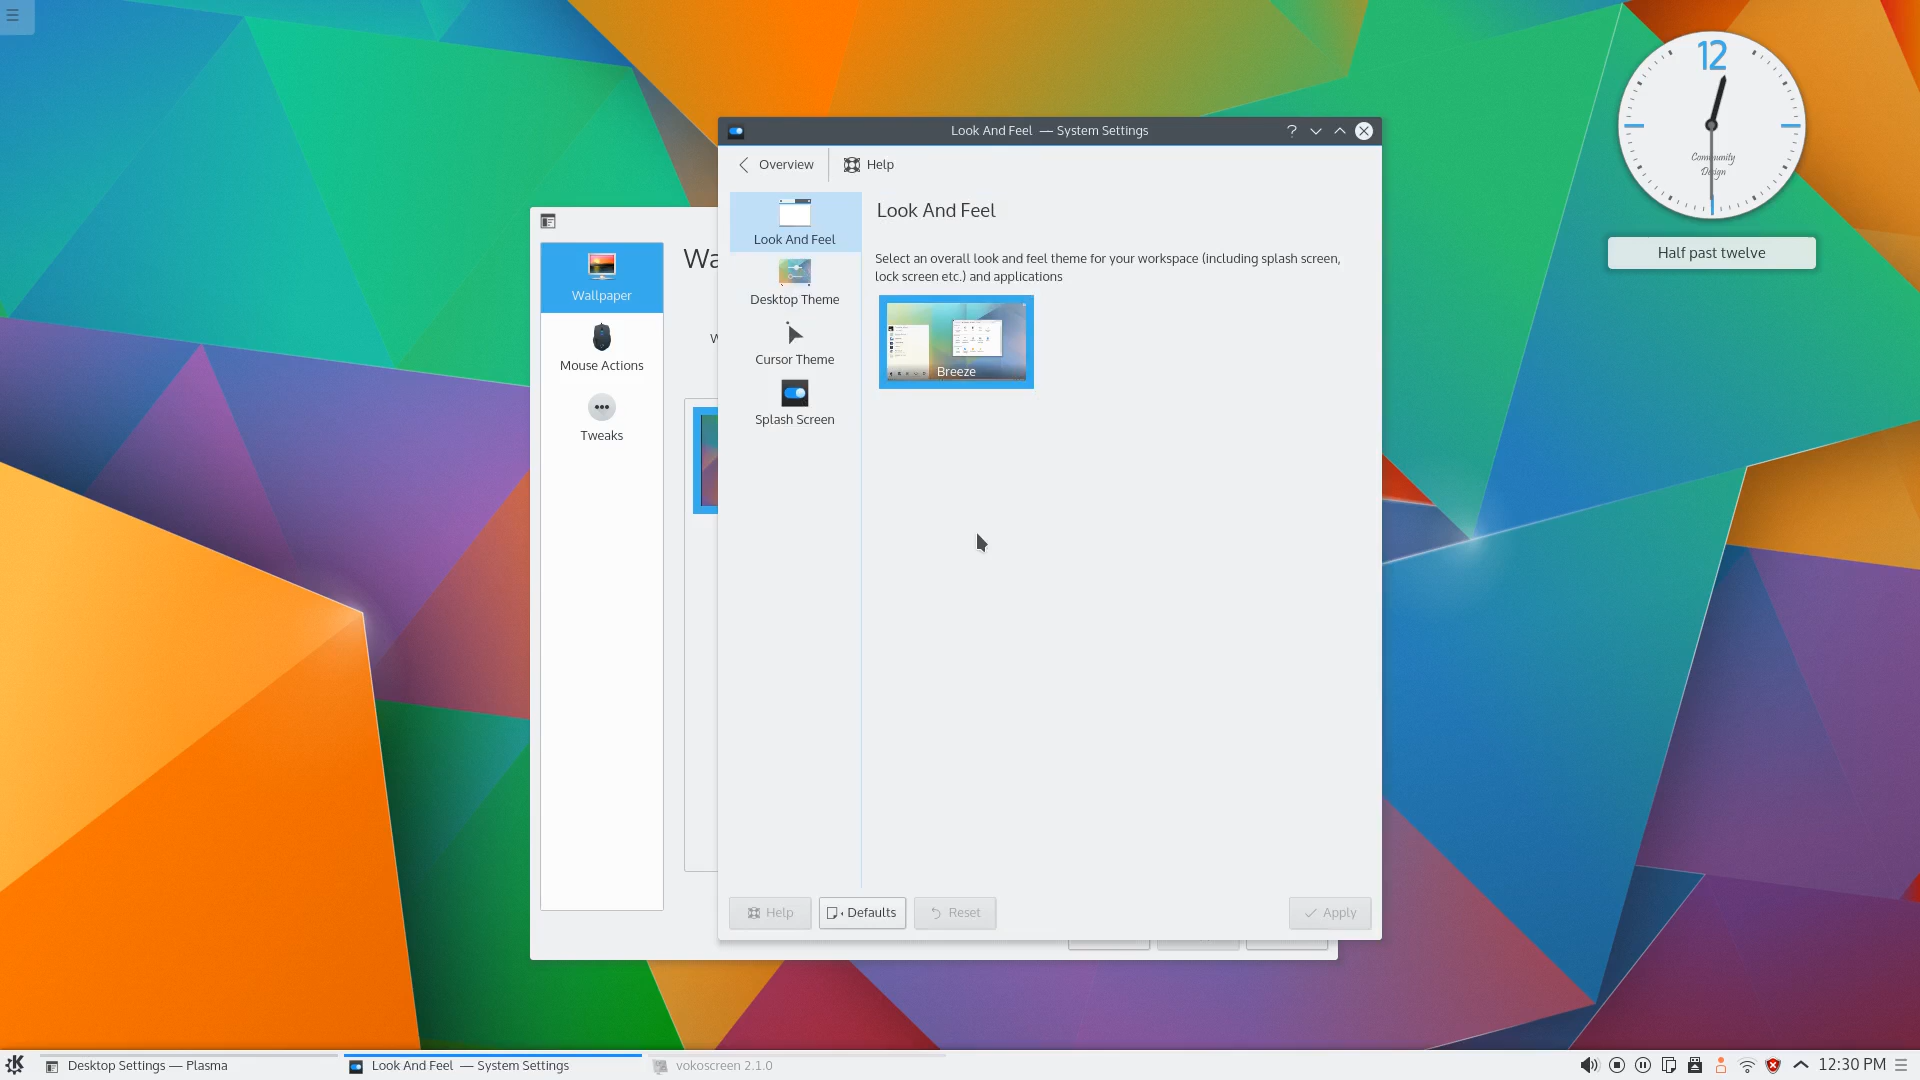 12
Community
Design
Half past twelve
Look And Feel — System Settings
Overview
Help
Look And Feel
Desktop Theme
Cursor Theme
Splash Screen
Look And Feel
Select an overall look and feel theme for your workspace (including splash screen,
lock screen etc.) and applications
Breeze
Help
Defaults
Reset
Apply
Wa
Wallpaper
Mouse Actions
Tweaks
W
Desktop Settings — Plasma
Look And Feel — System Settings
vokoscreen 2.1.0
12:30 PM